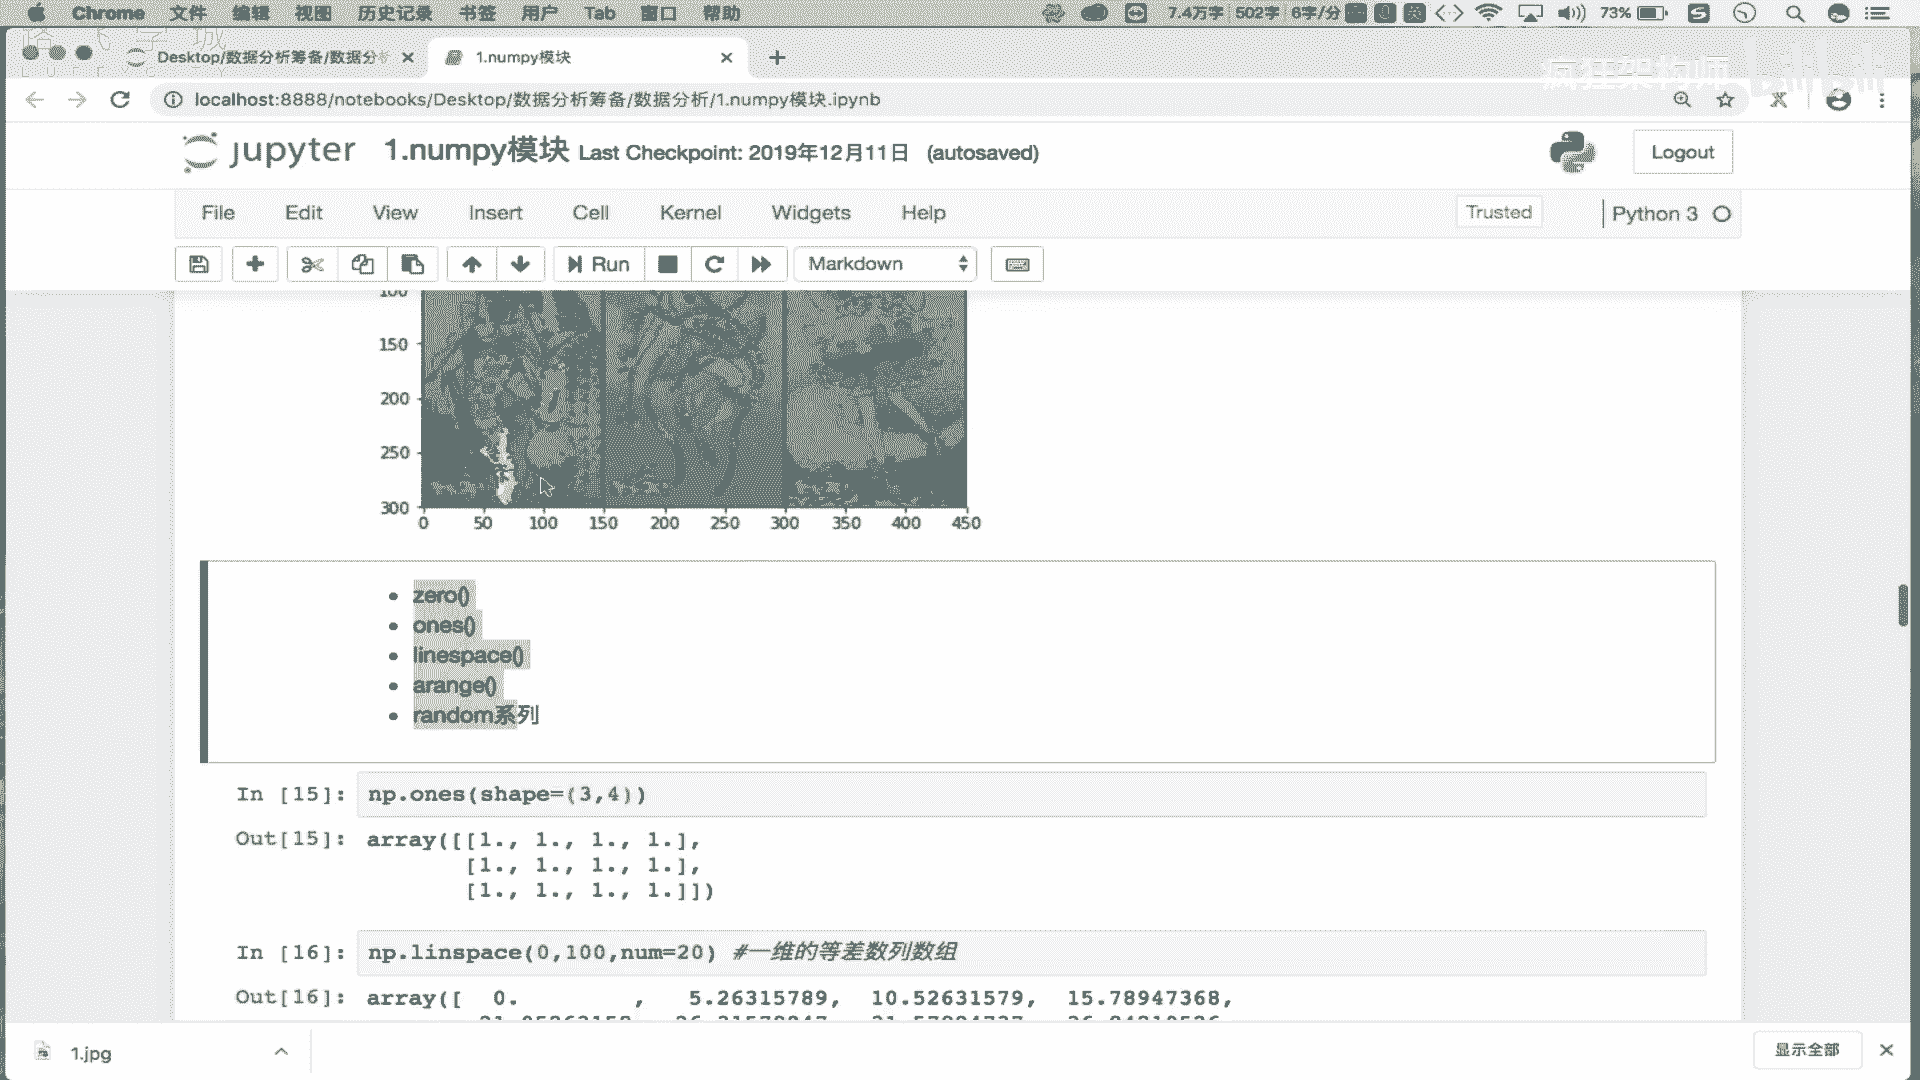 Chrome 文件 编辑 视图 历史记录 书签 用户 Tab 窗口 帮助 7.4万字 502字 6字/分 英 73%
Desktop/数据分析筹备/数据分析 1.numpy模块
疯狂架构师 bilibili
localhost:8888/notebooks/Desktop/数据分析筹备/数据分析/1.numpy模块.ipynb
jupyter 1.numpy模块 Last Checkpoint: 2019年12月11日 (autosaved) Logout
File Edit View Insert Cell Kernel Widgets Help Trusted Python 3
Run Markdown
100
150
200
250
300
0 50 100 150 200 250 300 350 400 450
zero()
ones()
linespace()
arange()
random系列
In [15]: np.ones(shape=(3,4))
Out[15]: array([[1., 1., 1., 1.],
[1., 1., 1., 1.],
[1., 1., 1., 1.]])
In [16]: np.linspace(0,100,num=20) #一维的等差数列数组
Out[16]: array([ 0. , 5.26315789, 10.52631579, 15.78947368,
1.jpg 显示全部